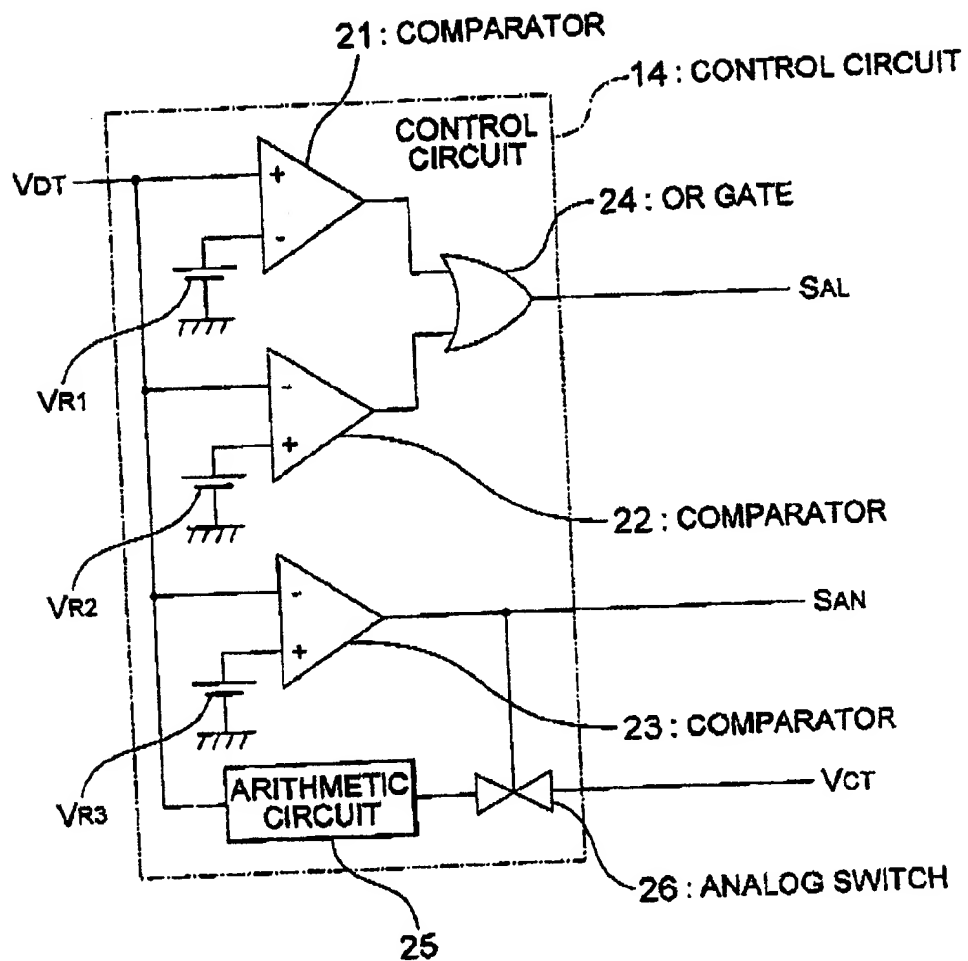 21 : COMPARATOR
14 : CONTROL CIRCUIT
CONTROL
CIRCUIT
VDT
+
-
24 : OR GATE
SAL
VR1
-
+
22 : COMPARATOR
VR2
-
SAN
+
23 : COMPARATOR
VR3
ARITHMETIC
CIRCUIT
VCT
26 : ANALOG SWITCH
25